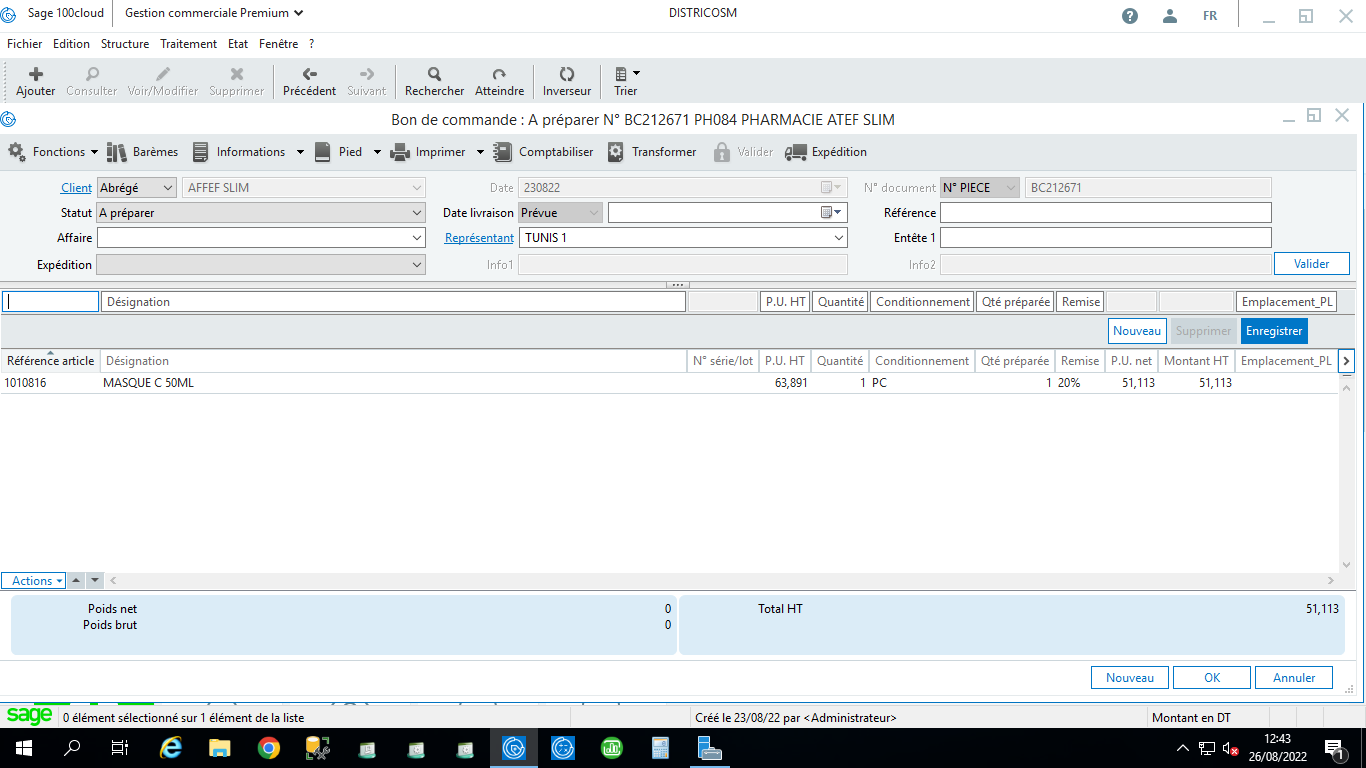 Sage 100cloud Gestion commerciale Premium DISTRICOSM ? FR
Fichier Edition Structure Traitement Etat Fenêtre ?
Ajouter Consulter Voir/Modifier Supprimer Précédent Suivant Rechercher Atteindre Inverseur Trier
Bon de commande : A préparer N° BC212671 PH084 PHARMACIE ATEF SLIM
Fonctions Barèmes Informations Pied Imprimer Comptabiliser Transformer Valider Expédition
Client Abrégé AFFEF SLIM Date 230822 N° document N° PIECE BC212671
Statut A préparer Date livraison Prévue Référence
Affaire Représentant TUNIS 1 Entête 1
Expédition Info1 Info2 Valider
Désignation P.U. HT Quantité Conditionnement Qté préparée Remise Emplacement_PL
Nouveau Supprimer Enregistrer
Référence article Désignation N° série/lot P.U. HT Quantité Conditionnement Qté préparée Remise P.U. net Montant HT Emplacement_PL
1010816 MASQUE C 50ML 63,891 1 PC 1 20% 51,113 51,113
Actions
Poids net 0 Total HT 51,113
Poids brut 0
Nouveau OK Annuler
sage 0 élément sélectionné sur 1 élément de la liste Créé le 23/08/22 par <Administrateur> Montant en DT
12:43
26/08/2022 1